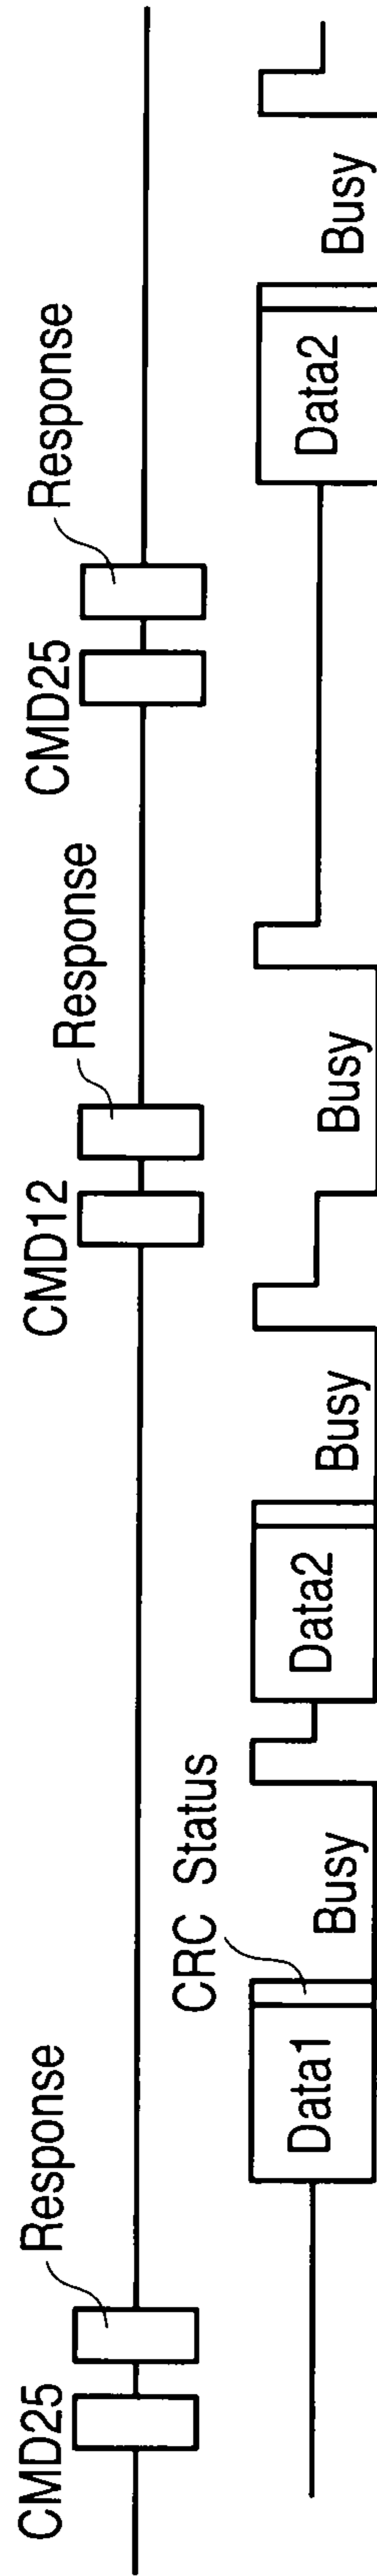 CMD25
Response
CMD12
Response
CMD25
Response
CRC Status
Data1
Busy
Data2
Busy
Busy
Data2
Busy